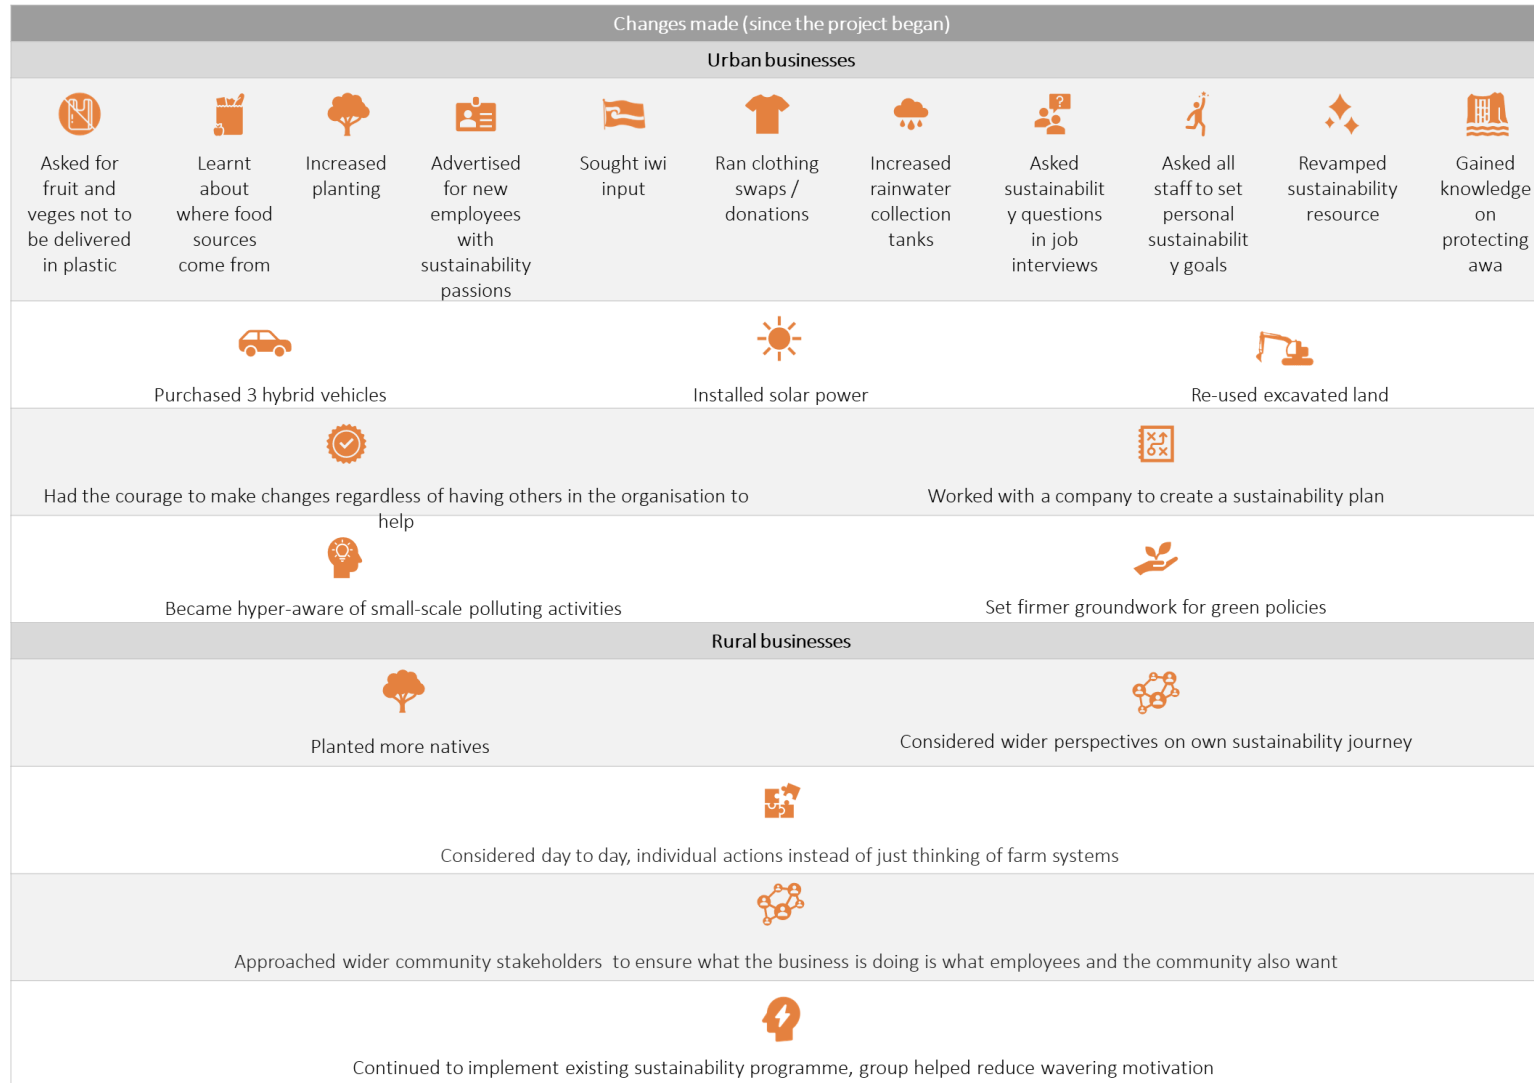 Changes made (since the project began)
Urban businesses
Asked for
fruit and
veges not to
be delivered
in plastic
Learnt
about
where food
sources
come from
Increased
planting
Advertised
for new
employees
with
sustainability
passions
Sought iwi
input
Ran clothing
swaps /
donations
Increased
rainwater
collection
tanks
Asked
sustainabilit
y questions
in job
interviews
Asked all
staff to set
personal
sustainabilit
y goals
Revamped
sustainability
resource
Gained
knowledge
on
protecting
awa
Purchased 3 hybrid vehicles
Installed solar power
Re-used excavated land
Had the courage to make changes regardless of having others in the organisation to
help
Worked with a company to create a sustainability plan
Became hyper-aware of small-scale polluting activities
Set firmer groundwork for green policies
Rural businesses
Planted more natives
Considered wider perspectives on own sustainability journey
Considered day to day, individual actions instead of just thinking of farm systems
Approached wider community stakeholders  to ensure what the business is doing is what employees and the community also want
Continued to implement existing sustainability programme, group helped reduce wavering motivation